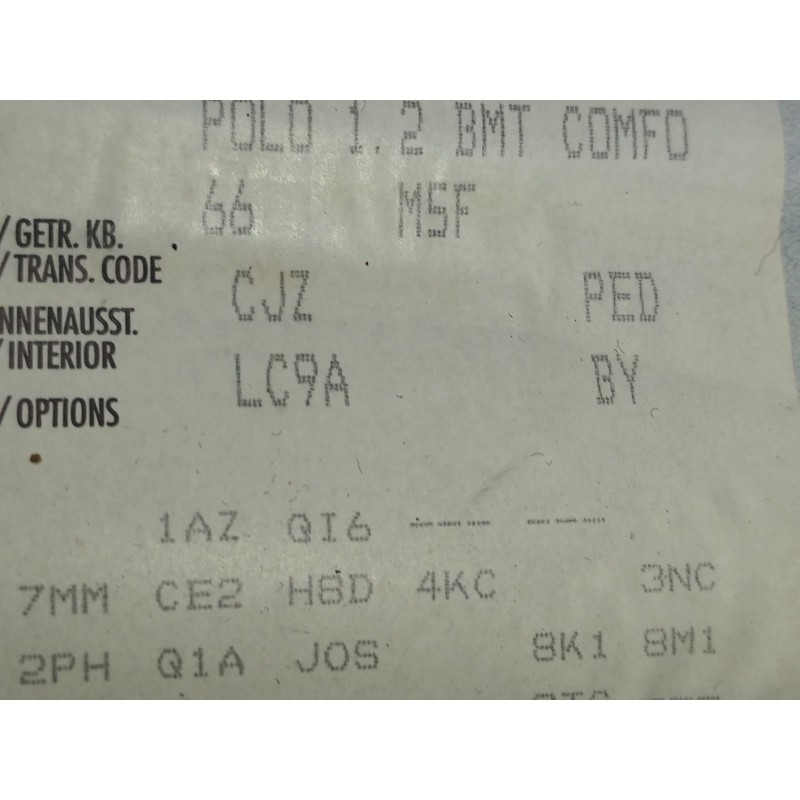 POLO 1.2 BMT COMFO
66 M5F
/ GETR. KB.
/ TRANS. CODE CJZ PED
NNENAUSST.
/ INTERIOR LC9A BY
/ OPTIONS
1AZ QI6 --- ---
7MM CE2 H8D 4KC 3NC
2PH Q1A J0S 8K1 8M1